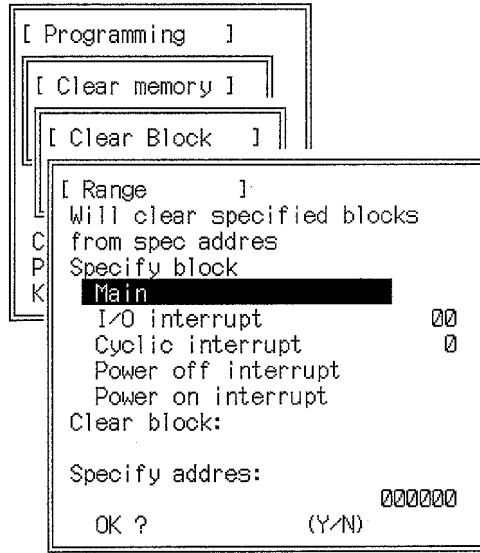 [ Programming ]
[ Clear memory ]
[ Clear Block ]
[ Range ]
Will clear specified blocks
from spec addres
Specify block
Main
I/O interrupt 00
Cyclic interrupt 0
Power off interrupt
Power on interrupt
Clear block:
Specify addres:
000000
OK ? (Y/N)
C
P
K